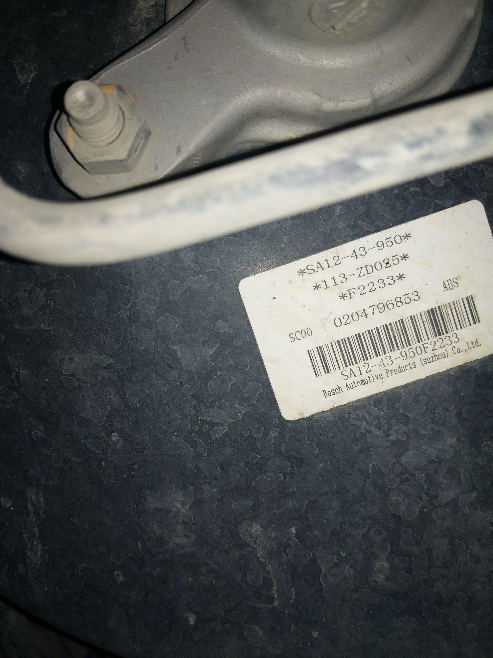 *SA12-43-950*
*113-ZD025*
*F2233*
SC00 0204796853 ABS
SA12-43-950F2233
Bosch Automotive Products (suzhou) Co., Ltd.